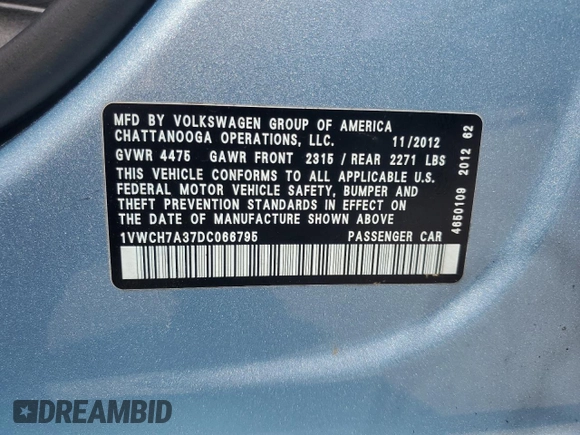 MFD BY VOLKSWAGEN GROUP OF AMERICA
CHATTANOOGA OPERATIONS, LLC. 11/2012
GVWR 4475 GAWR FRONT 2315 / REAR 2271 LBS
THIS VEHICLE CONFORMS TO ALL APPLICABLE U.S.
FEDERAL MOTOR VEHICLE SAFETY, BUMPER AND
THEFT PREVENTION STANDARDS IN EFFECT ON
THE DATE OF MANUFACTURE SHOWN ABOVE
1VWCH7A37DC066795 PASSENGER CAR
4650109 2012 62
DREAMBID